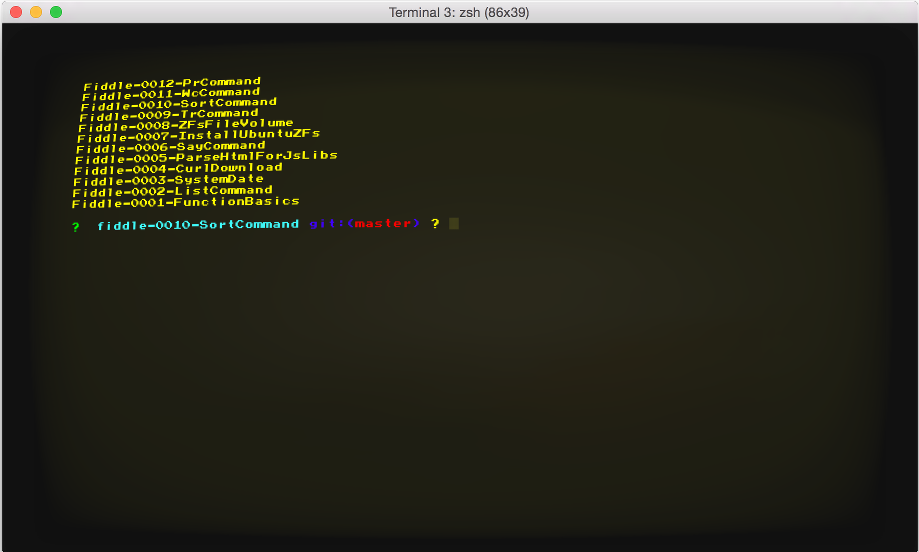 Terminal 3: zsh (86x39)
Fiddle-0012-PrCommand
Fiddle-0011-WcCommand
Fiddle-0010-SortCommand
Fiddle-0009-TrCommand
Fiddle-0008-ZFsFileVolume
Fiddle-0007-InstallUbuntuZFs
Fiddle-0006-SayCommand
Fiddle-0005-ParseHtmlForJsLibs
Fiddle-0004-CurlDownload
Fiddle-0003-SystemDate
Fiddle-0002-ListCommand
Fiddle-0001-FunctionBasics
? fiddle-0010-SortCommand git:(master) ?